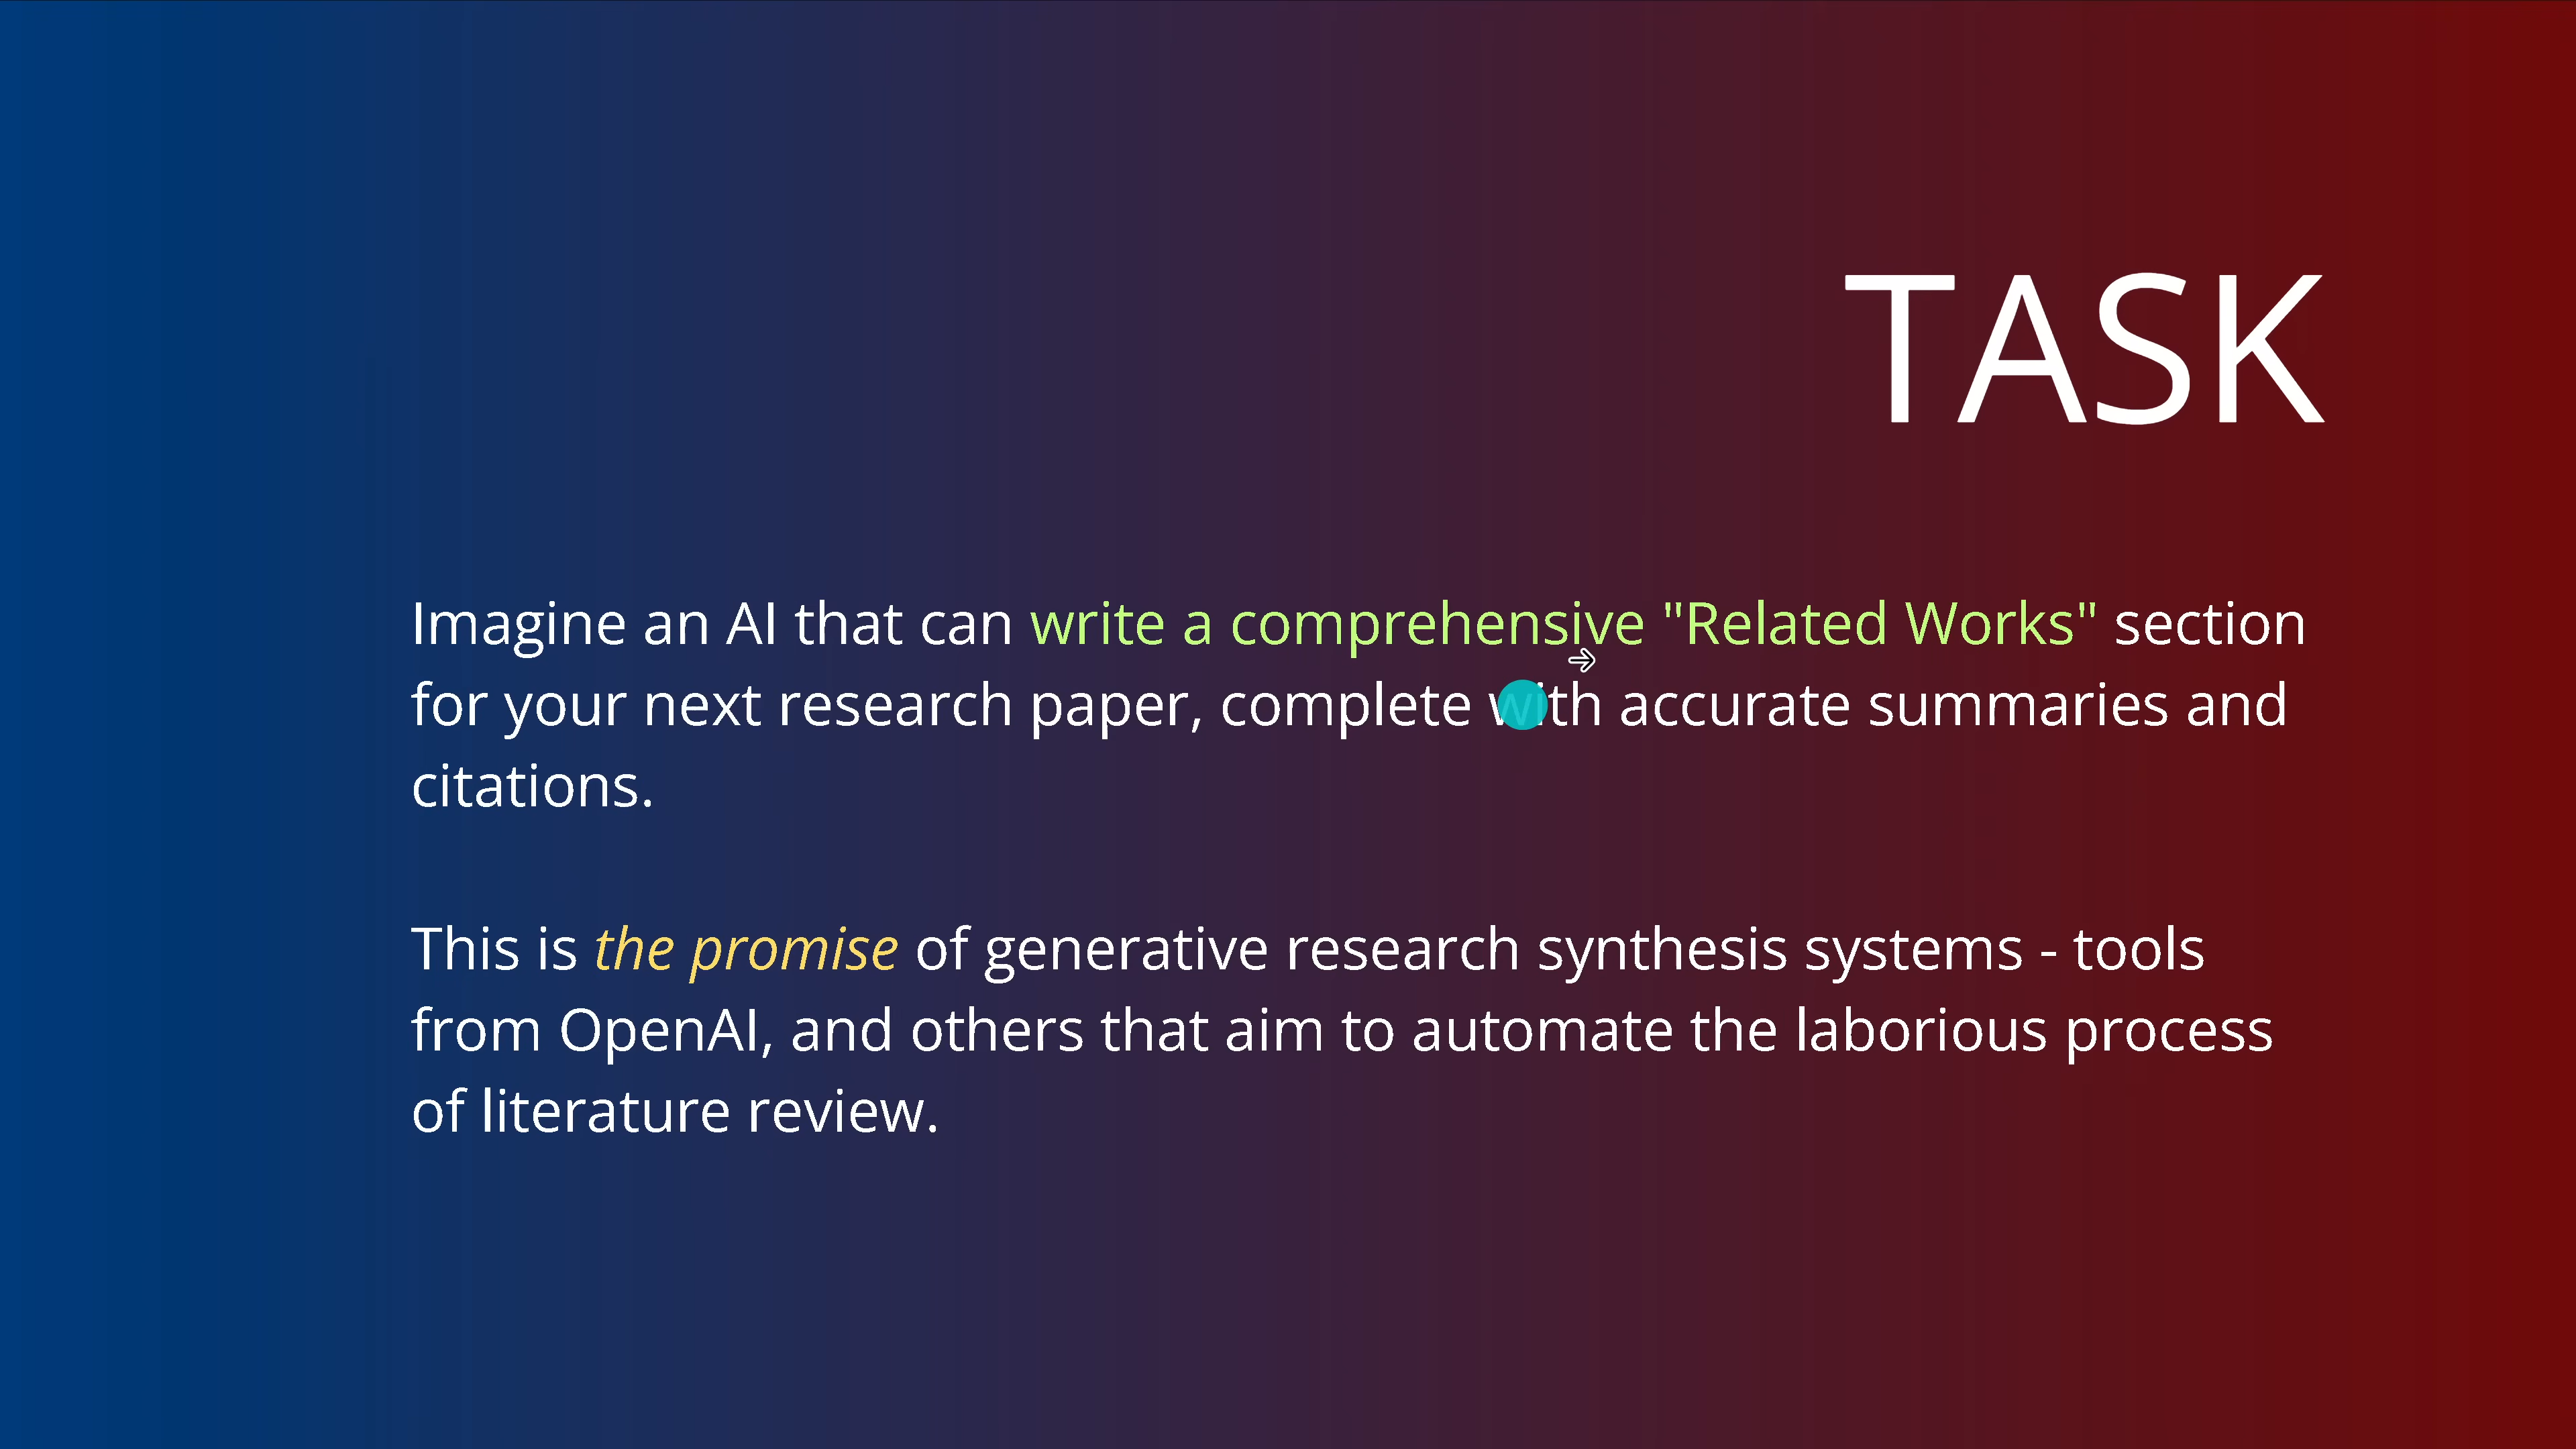 TASK
Imagine an AI that can write a comprehensive "Related Works" section
for your next research paper, complete with accurate summaries and
citations.
This is the promise of generative research synthesis systems - tools
from OpenAI, and others that aim to automate the laborious process
of literature review.